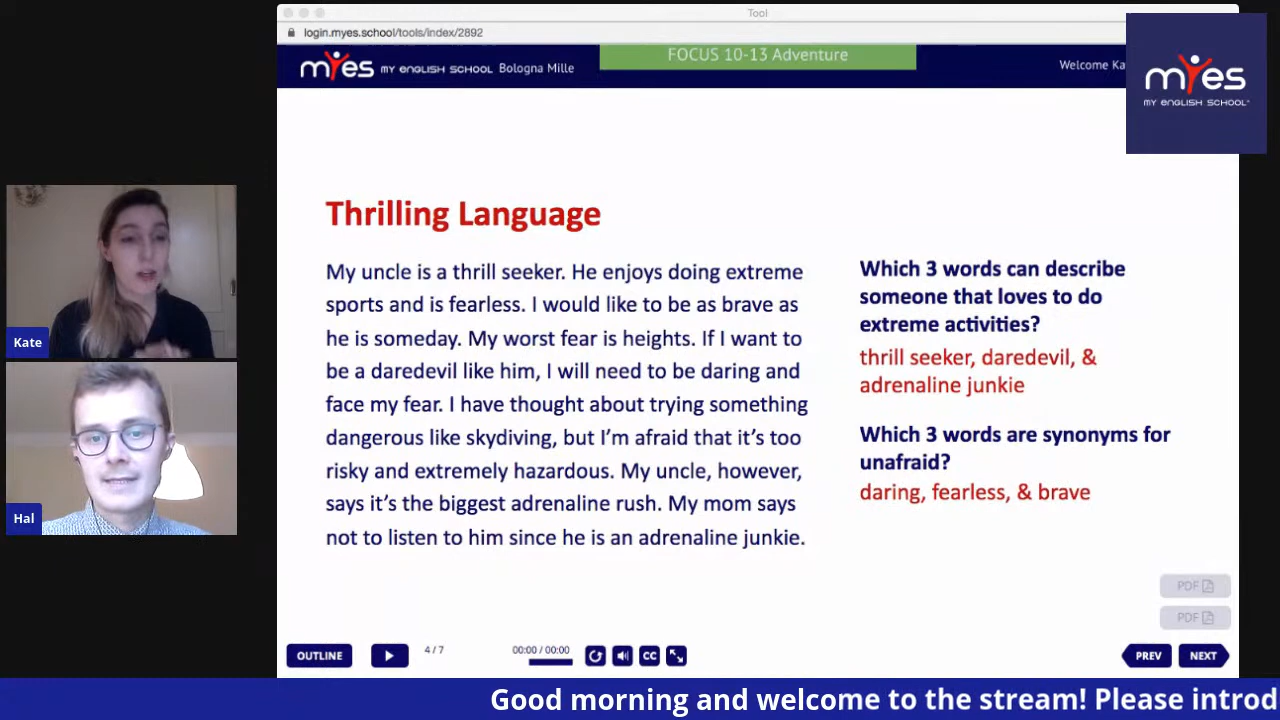 Tool
login.myes.school/tools/index/2892
myes MY ENGLISH SCHOOL Bologna Mille
FOCUS 10-13 Adventure
Welcome Ka
myes
MY ENGLISH SCHOOL
Thrilling Language
My uncle is a thrill seeker. He enjoys doing extreme
sports and is fearless. I would like to be as brave as
he is someday. My worst fear is heights. If I want to
be a daredevil like him, I will need to be daring and
face my fear. I have thought about trying something
dangerous like skydiving, but I'm afraid that it's too
risky and extremely hazardous. My uncle, however,
says it's the biggest adrenaline rush. My mom says
not to listen to him since he is an adrenaline junkie.
Which 3 words can describe
someone that loves to do
extreme activities?
thrill seeker, daredevil, &
adrenaline junkie
Which 3 words are synonyms for
unafraid?
daring, fearless, & brave
Kate
Hal
PDF
PDF
OUTLINE
4 / 7
00:00 / 00:00
CC
PREV
NEXT
Good morning and welcome to the stream! Please introd